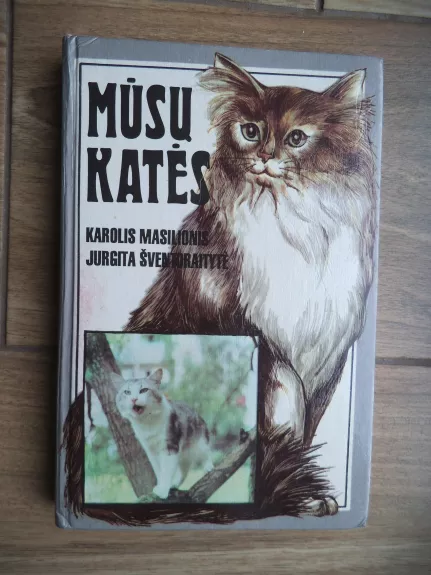 MŪSŲ
KATĖS
KAROLIS MASILIONIS
JURGITA ŠVENTORAITYTĖ